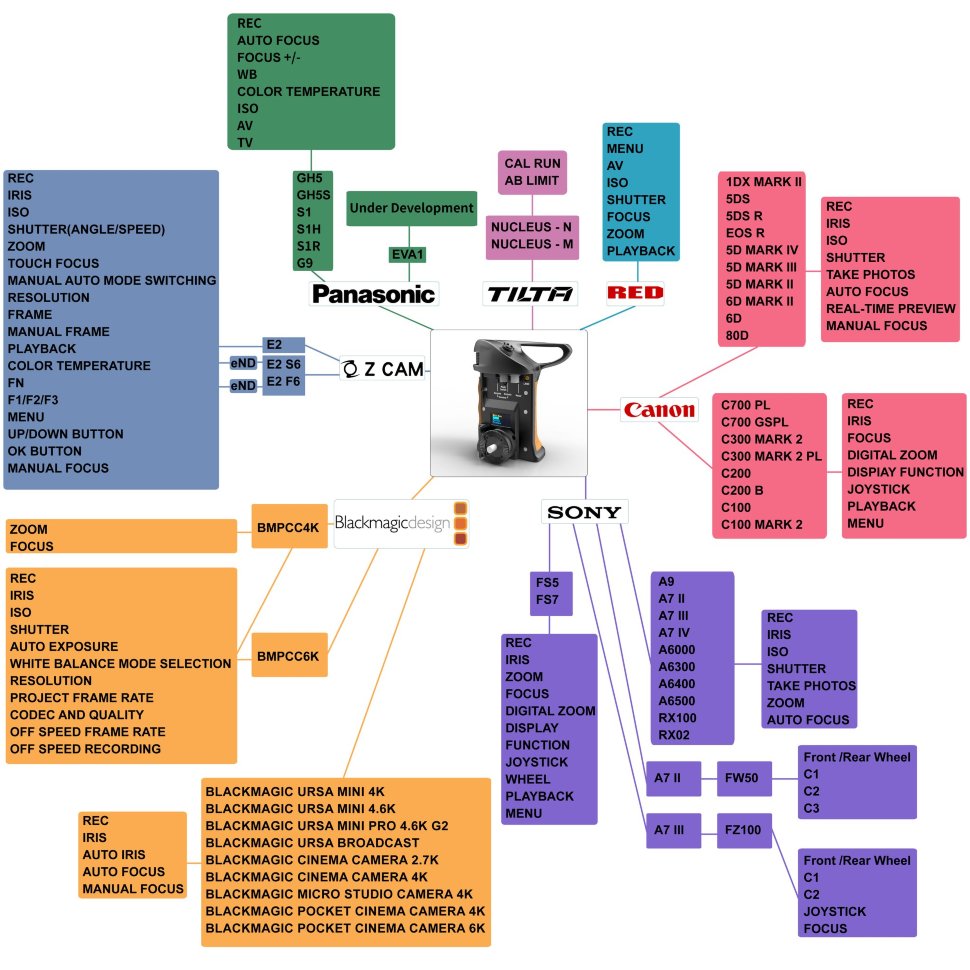 REC
AUTO FOCUS
FOCUS +/-
WB
COLOR TEMPERATURE
ISO
AV
TV
GH5
GH5S
S1
S1H
S1R
G9
Under Development
EVA1
Panasonic
CAL RUN
AB LIMIT
NUCLEUS - N
NUCLEUS - M
TILTA
REC
MENU
AV
ISO
SHUTTER
FOCUS
ZOOM
PLAYBACK
RED
1DX MARK II
5DS
5DS R
EOS R
5D MARK IV
5D MARK III
5D MARK II
6D MARK II
6D
80D
REC
IRIS
ISO
SHUTTER
TAKE PHOTOS
AUTO FOCUS
REAL-TIME PREVIEW
MANUAL FOCUS
Canon
C700 PL
C700 GSPL
C300 MARK 2
C300 MARK 2 PL
C200
C200 B
C100
C100 MARK 2
REC
IRIS
FOCUS
DIGITAL ZOOM
DISPIAY FUNCTION
JOYSTICK
PLAYBACK
MENU
REC
IRIS
ISO
SHUTTER(ANGLE/SPEED)
ZOOM
TOUCH FOCUS
MANUAL AUTO MODE SWITCHING
RESOLUTION
FRAME
MANUAL FRAME
PLAYBACK
COLOR TEMPERATURE
FN
F1/F2/F3
MENU
UP/DOWN BUTTON
OK BUTTON
MANUAL FOCUS
E2
eND
E2 S6
eND
E2 F6
Z CAM
Blackmagicdesign
BMPCC4K
ZOOM
FOCUS
REC
IRIS
ISO
SHUTTER
AUTO EXPOSURE
WHITE BALANCE MODE SELECTION
RESOLUTION
PROJECT FRAME RATE
CODEC AND QUALITY
OFF SPEED FRAME RATE
OFF SPEED RECORDING
BMPCC6K
REC
IRIS
AUTO IRIS
AUTO FOCUS
MANUAL FOCUS
BLACKMAGIC URSA MINI 4K
BLACKMAGIC URSA MINI 4.6K
BLACKMAGIC URSA MINI PRO 4.6K G2
BLACKMAGIC URSA BROADCAST
BLACKMAGIC CINEMA CAMERA 2.7K
BLACKMAGIC CINEMA CAMERA 4K
BLACKMAGIC MICRO STUDIO CAMERA 4K
BLACKMAGIC POCKET CINEMA CAMERA 4K
BLACKMAGIC POCKET CINEMA CAMERA 6K
SONY
FS5
FS7
REC
IRIS
ZOOM
FOCUS
DIGITAL ZOOM
DISPLAY
FUNCTION
JOYSTICK
WHEEL
PLAYBACK
MENU
A9
A7 II
A7 III
A7 IV
A6000
A6300
A6400
A6500
RX100
RX02
REC
IRIS
ISO
SHUTTER
TAKE PHOTOS
ZOOM
AUTO FOCUS
A7 II
FW50
Front /Rear Wheel
C1
C2
C3
A7 III
FZ100
Front /Rear Wheel
C1
C2
JOYSTICK
FOCUS